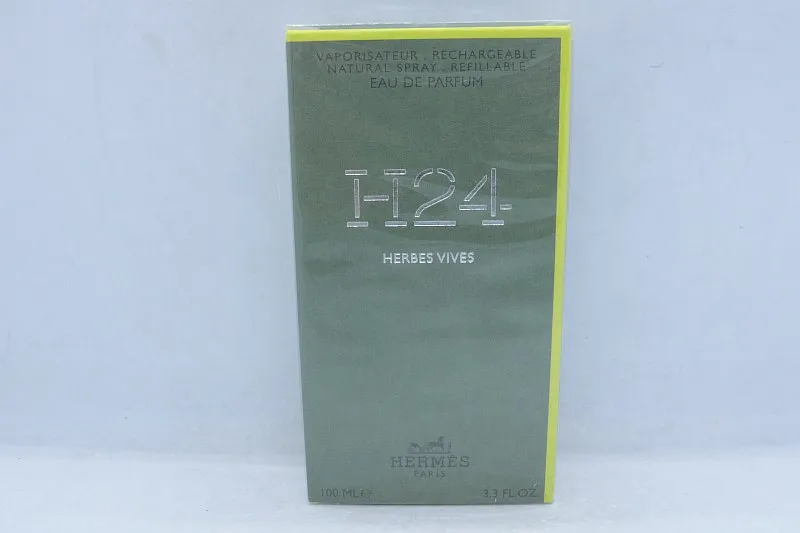 VAPORISATEUR . RECHARGEABLE
NATURAL SPRAY . REFILLABLE
EAU DE PARFUM
H24
HERBES VIVES
HERMÈS
PARIS
100 ML e 3.3 FL.OZ.